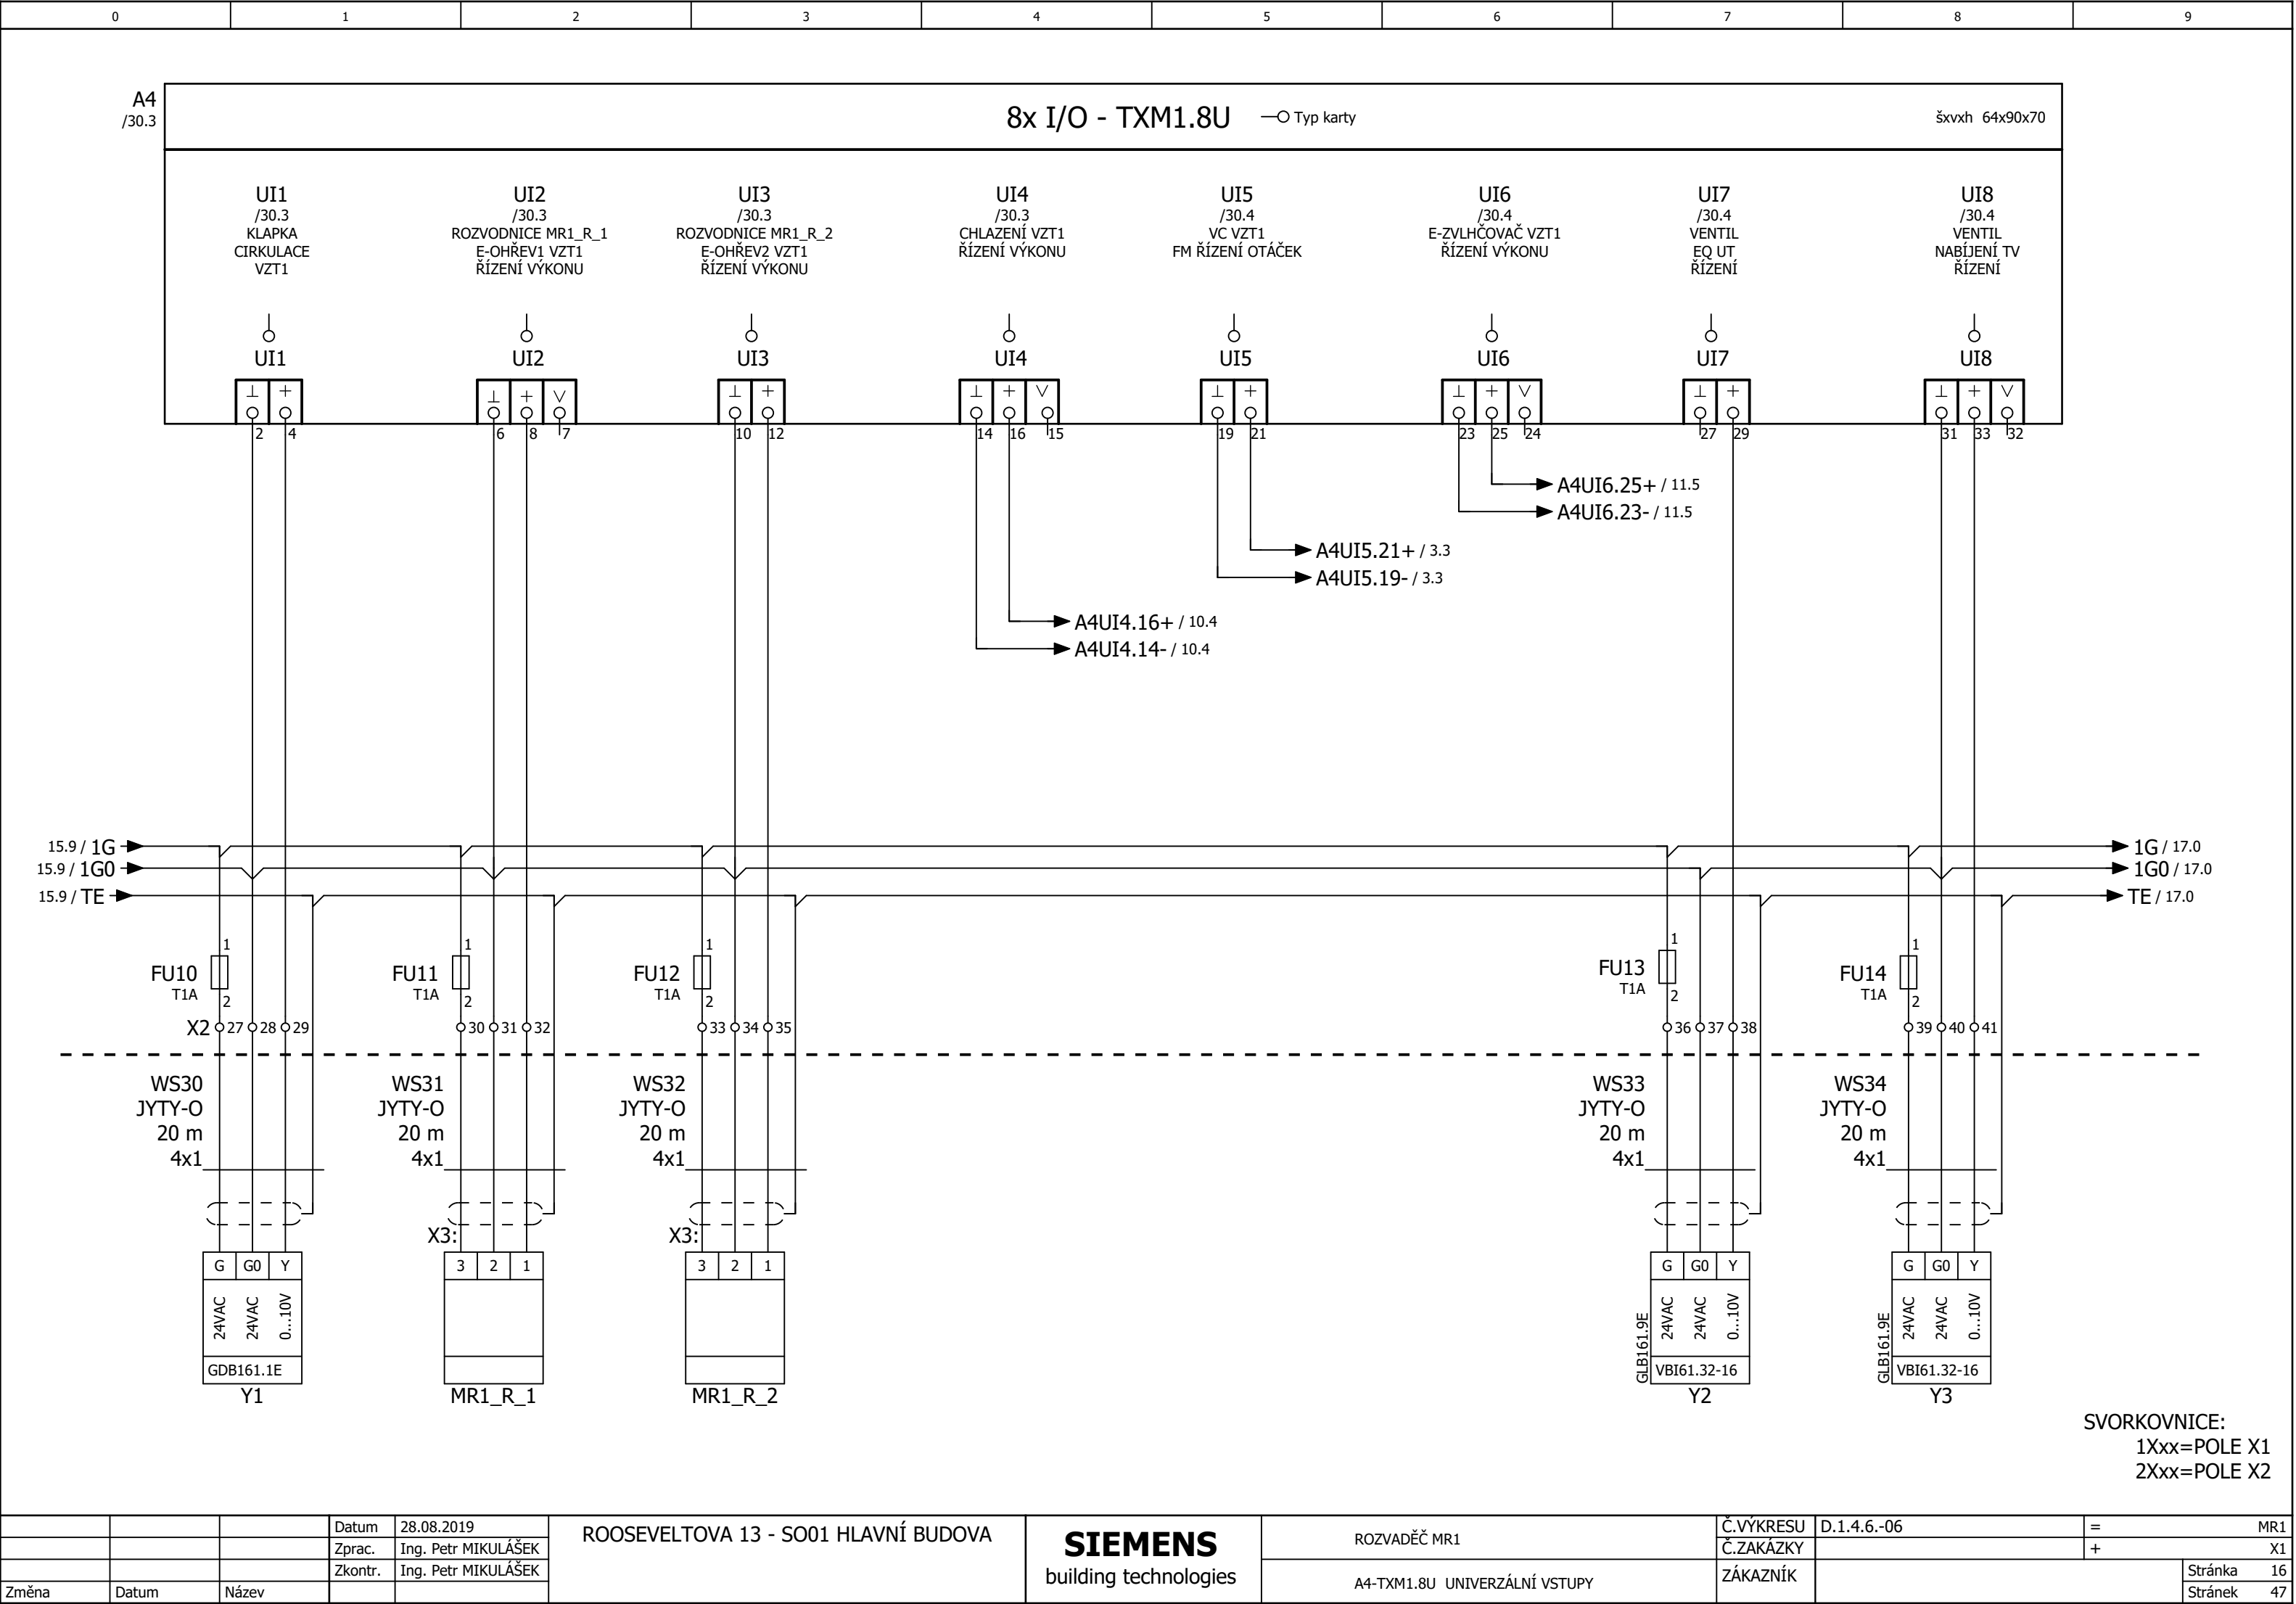 0 1 2 3 4 5 6 7 8 9
A4
/30.3
8x I/O - TXM1.8U
Typ karty
šxvxh 64x90x70
UI1
/30.3
KLAPKA
CIRKULACE
VZT1
UI2
/30.3
ROZVODNICE MR1_R_1
E-OHŘEV1 VZT1
ŘÍZENÍ VÝKONU
UI3
/30.3
ROZVODNICE MR1_R_2
E-OHŘEV2 VZT1
ŘÍZENÍ VÝKONU
UI4
/30.3
CHLAZENÍ VZT1
ŘÍZENÍ VÝKONU
UI5
/30.4
VC VZT1
FM ŘÍZENÍ OTÁČEK
UI6
/30.4
E-ZVLHČOVAČ VZT1
ŘÍZENÍ VÝKONU
UI7
/30.4
VENTIL
EQ UT
ŘÍZENÍ
UI8
/30.4
VENTIL
NABÍJENÍ TV
ŘÍZENÍ
UI1 UI2 UI3 UI4 UI5 UI6 UI7 UI8
⊥ + ⊥ + V ⊥ + ⊥ + V ⊥ + ⊥ + V ⊥ + ⊥ + V
2 4 6 8 7 10 12 14 16 15 19 21 23 25 24 27 29 31 33 32
A4UI6.25+ / 11.5
A4UI6.23- / 11.5
A4UI5.21+ / 3.3
A4UI5.19- / 3.3
A4UI4.16+ / 10.4
A4UI4.14- / 10.4
15.9 / 1G
15.9 / 1G0
15.9 / TE
1G / 17.0
1G0 / 17.0
TE / 17.0
1 1 1 1 1
FU10 FU11 FU12 FU13 FU14
T1A T1A T1A T1A T1A
2 2 2 2 2
X2 27 28 29 30 31 32 33 34 35 36 37 38 39 40 41
WS30
JYTY-O
20 m
4x1
WS31
JYTY-O
20 m
4x1
WS32
JYTY-O
20 m
4x1
WS33
JYTY-O
20 m
4x1
WS34
JYTY-O
20 m
4x1
X3: X3:
G G0 Y
24VAC
24VAC
0...10V
GDB161.1E
Y1
3 2 1
MR1_R_1
3 2 1
MR1_R_2
G G0 Y
24VAC
24VAC
0...10V
GLB161.9E
VBI61.32-16
Y2
G G0 Y
24VAC
24VAC
0...10V
GLB161.9E
VBI61.32-16
Y3
SVORKOVNICE:
1Xxx=POLE X1
2Xxx=POLE X2
Datum 28.08.2019
Zprac. Ing. Petr MIKULÁŠEK
Zkontr. Ing. Petr MIKULÁŠEK
Změna Datum Název
ROOSEVELTOVA 13 - SO01 HLAVNÍ BUDOVA
SIEMENS
building technologies
ROZVADĚČ MR1
A4-TXM1.8U UNIVERZÁLNÍ VSTUPY
Č.VÝKRESU D.1.4.6.-06
Č.ZAKÁZKY
ZÁKAZNÍK
= MR1
+ X1
Stránka 16
Stránek 47